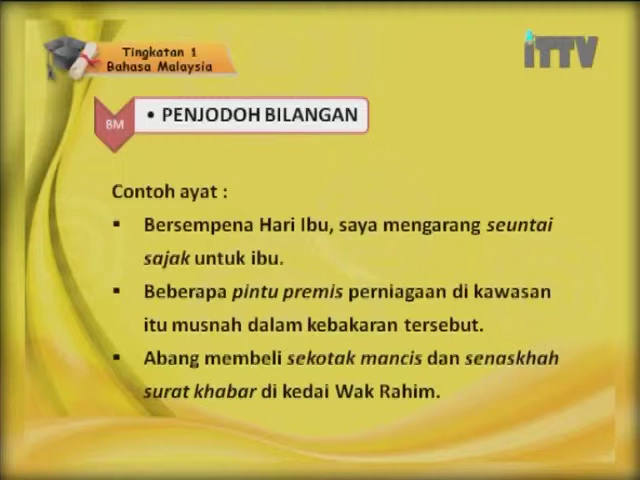 Tingkatan 1
Bahasa Malaysia
iTTV
BM
• PENJODOH BILANGAN
Contoh ayat :
▪ Bersempena Hari Ibu, saya mengarang seuntai
sajak untuk ibu.
▪ Beberapa pintu premis perniagaan di kawasan
itu musnah dalam kebakaran tersebut.
▪ Abang membeli sekotak mancis dan senaskhah
surat khabar di kedai Wak Rahim.